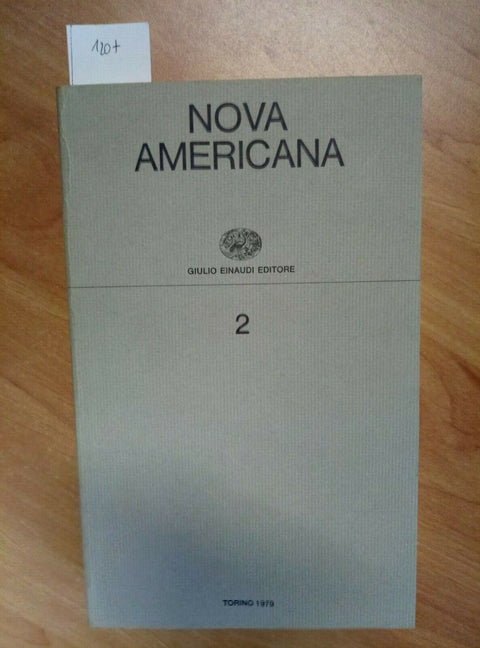 120+
NOVA
AMERICANA
GIULIO EINAUDI EDITORE
2
TORINO 1979